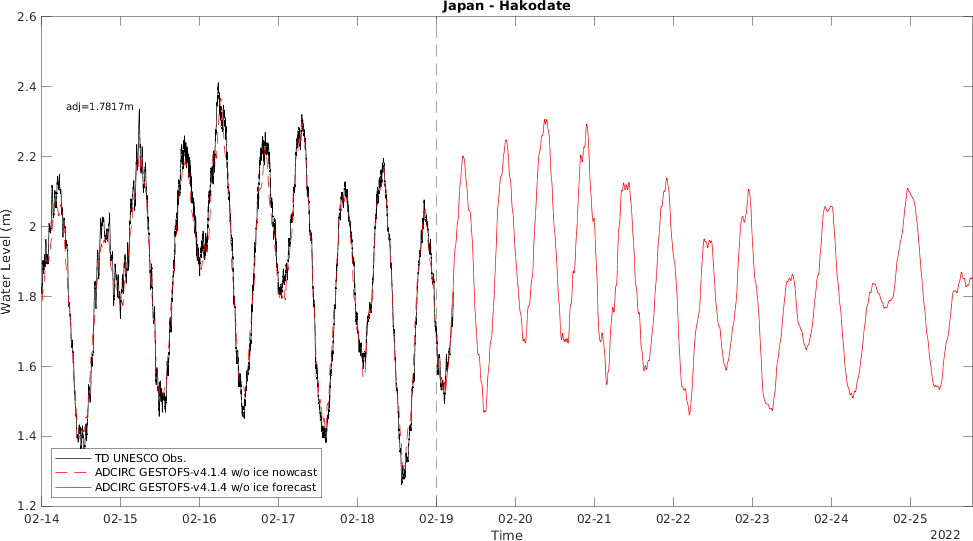 Japan - Hakodate
2.6
2.4
adj=1.7817m
2.2
2
Water Level (m)
1.8
1.6
1.4
TD UNESCO Obs.
ADCIRC GESTOFS-v4.1.4 w/o ice nowcast
ADCIRC GESTOFS-v4.1.4 w/o ice forecast
1.2
02-14 02-15 02-16 02-17 02-18 02-19 02-20 02-21 02-22 02-23 02-24 02-25
Time
2022